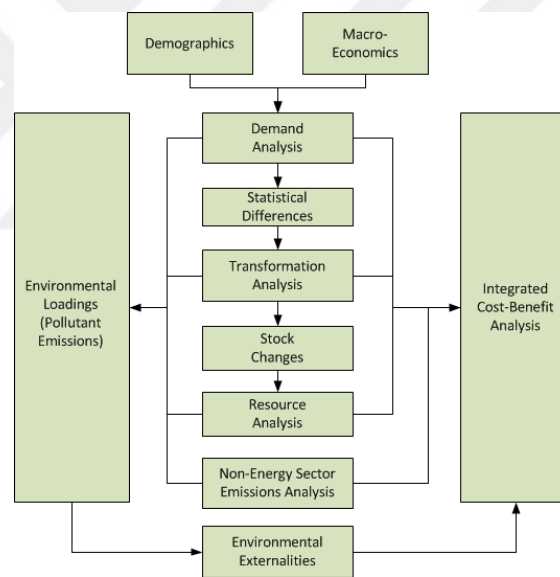 Demographics
Macro-
Economics
Demand
Analysis
Statistical
Differences
Transformation
Analysis
Environmental
Loadings
(Pollutant
Emissions)
Integrated
Cost-Benefit
Analysis
Stock
Changes
Resource
Analysis
Non-Energy Sector
Emissions Analysis
Environmental
Externalities